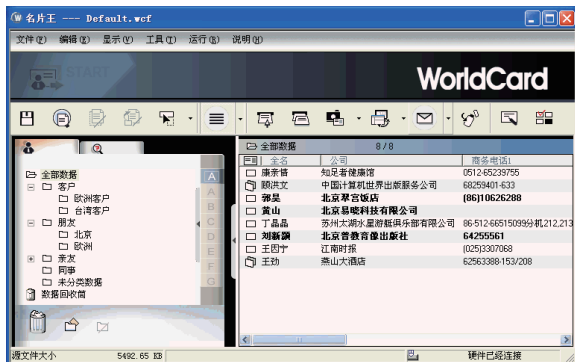 名片王 --- Default.wcf
文件(F) 编辑(E) 显示(V) 工具(T) 运行(R) 说明(H)
START
WorldCard
全部数据 8/8
全名 公司 商务电话1
康亲情 知足者健康馆 0512-65239755
顾洪文 中国计算机世界出版服务公司 68259401-633
郭昊 北京翠宫饭店 (86)10626288
黄山 北京易晓科技有限公司
丁晶晶 苏州太湖水星游艇俱乐部有限公司 86-512-66515099分机212,213
刘新颖 北京普教音像出版社 64255561
王因宁 江南时报 (025)3307068
王劲 燕山大酒店 62563388-153/208
全部数据
客户
欧洲客户
台湾客户
朋友
北京
欧洲
亲友
同事
未分类数据
数据回收筒
A
B
C
D
E
F
G
源文件大小 5492.65 KB 硬件已经连接